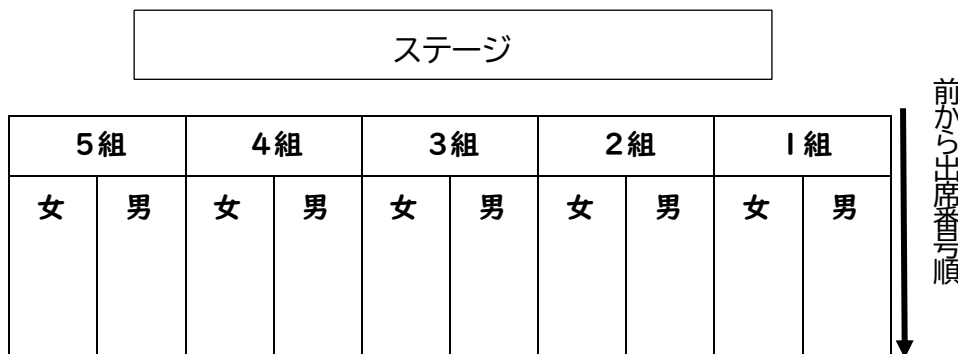 ステージ
5組 4組 3組 2組 1組
女 男 女 男 女 男 女 男 女 男
前から出席番号順